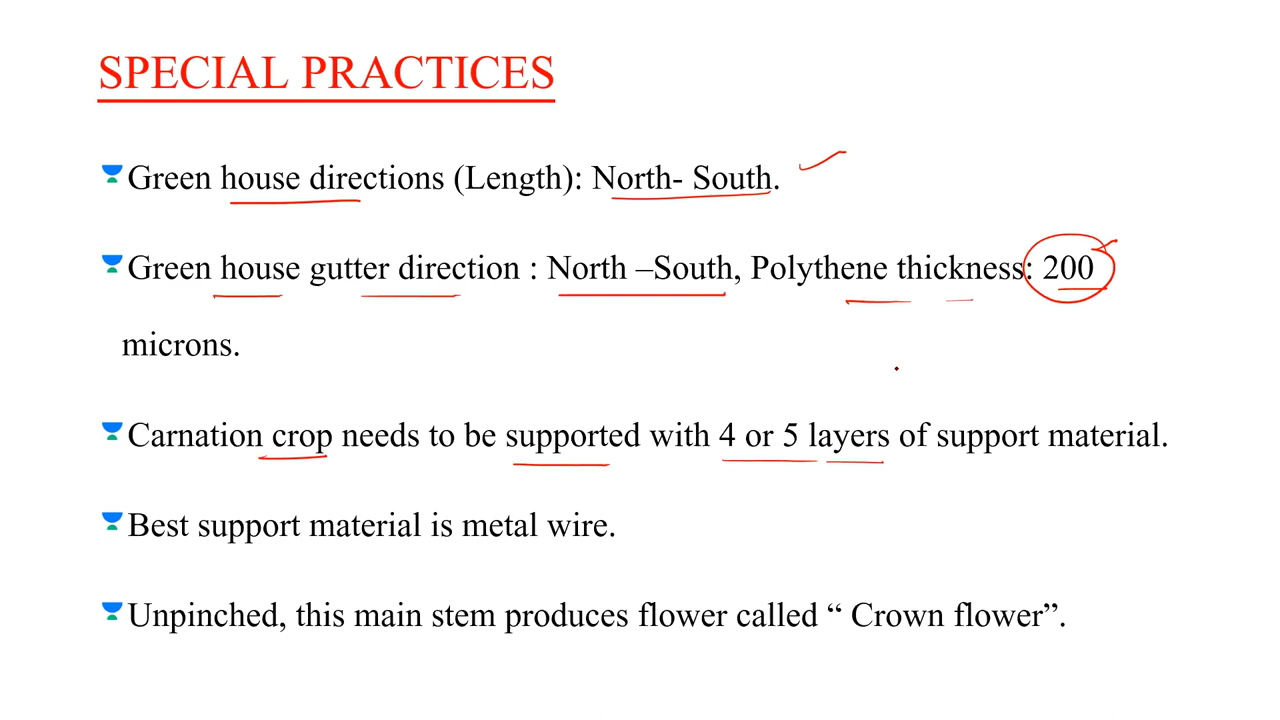 SPECIAL PRACTICES
Green house directions (Length): North- South.
Green house gutter direction : North –South, Polythene thickness: 200
microns.
Carnation crop needs to be supported with 4 or 5 layers of support material.
Best support material is metal wire.
Unpinched, this main stem produces flower called “ Crown flower”.